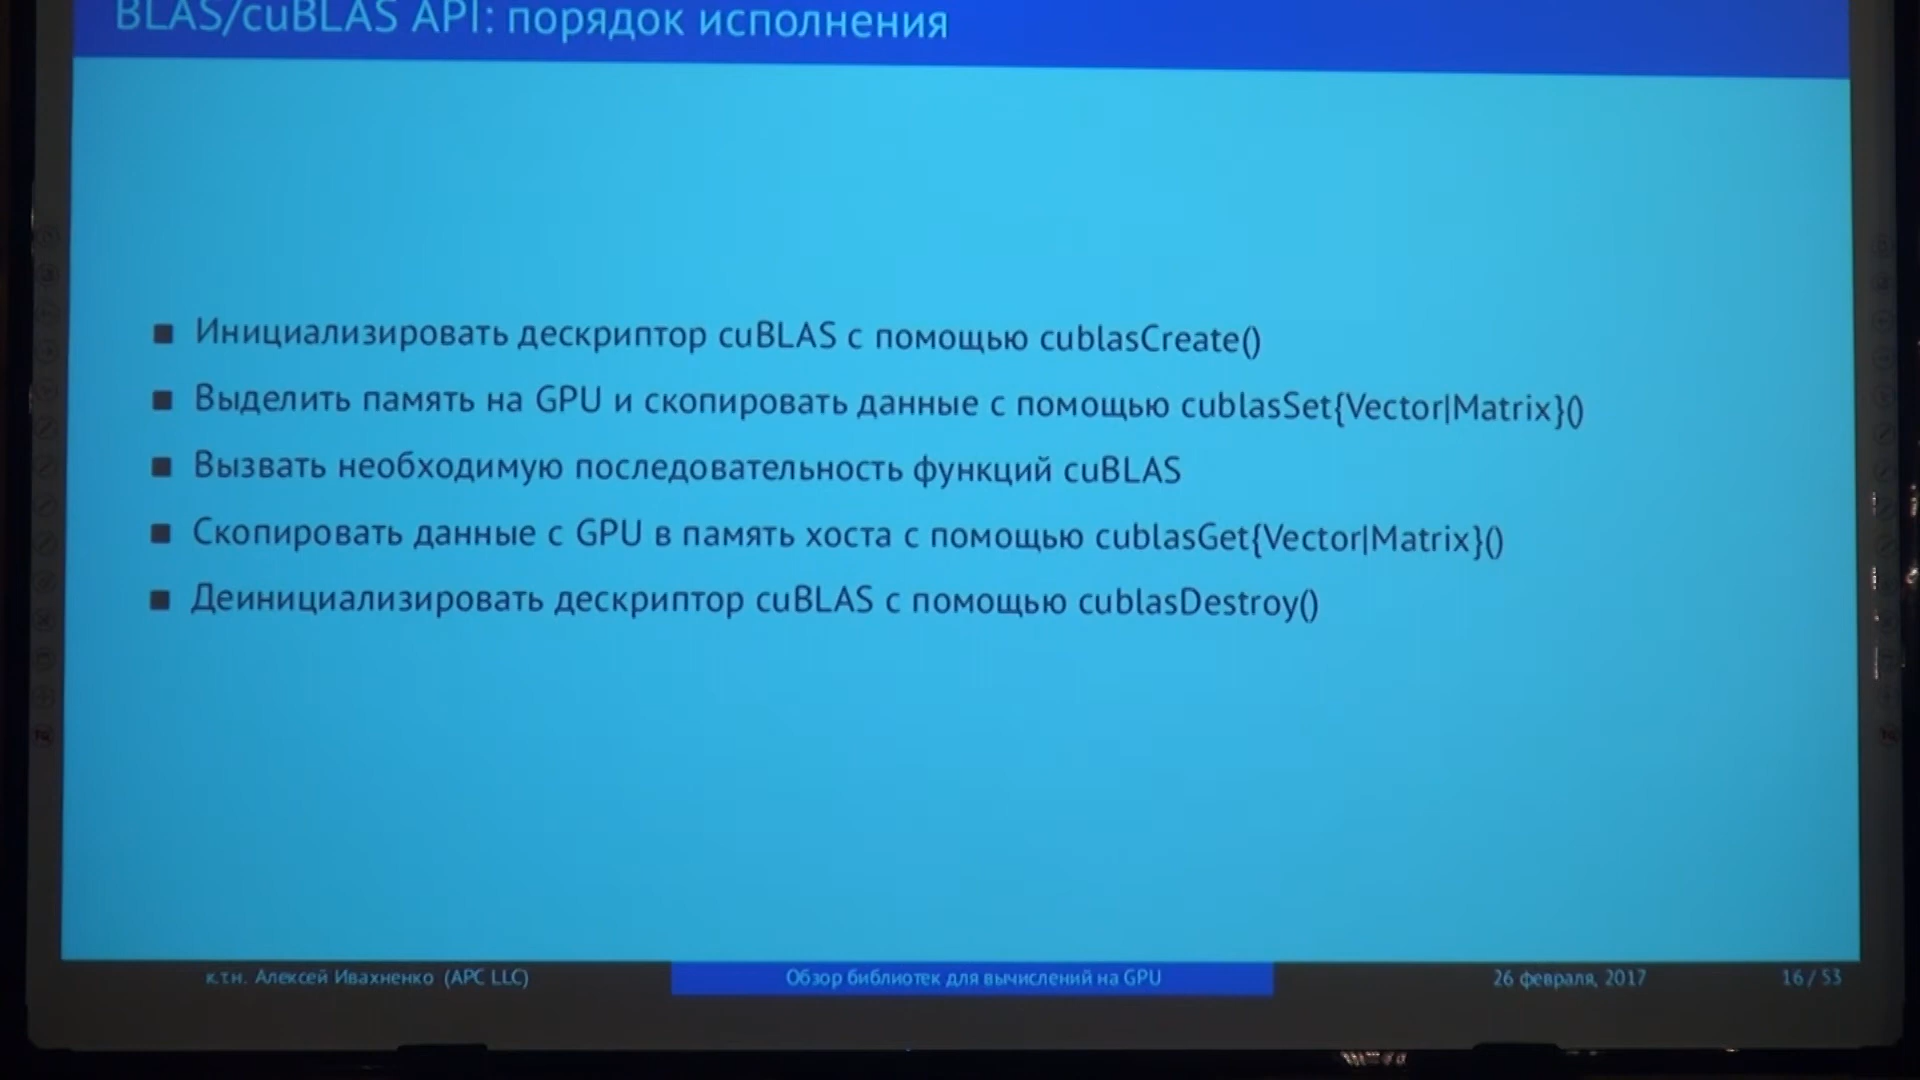 BLAS/cuBLAS API: порядок исполнения
Инициализировать дескриптор cuBLAS с помощью cublasCreate()
Выделить память на GPU и скопировать данные с помощью cublasSet{Vector|Matrix}()
Вызвать необходимую последовательность функций cuBLAS
Скопировать данные с GPU в память хоста с помощью cublasGet{Vector|Matrix}()
Деинициализировать дескриптор cuBLAS с помощью cublasDestroy()
к.т.н. Алексей Ивахненко (APC LLC)
Обзор библиотек для вычислений на GPU
26 февраля, 2017
16 / 53